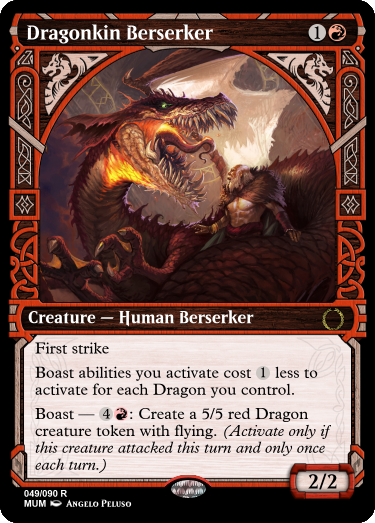 Dragonkin Berserker 1
Creature — Human Berserker
First strike
Boast abilities you activate cost 1 less to
activate for each Dragon you control.
Boast — 4: Create a 5/5 red Dragon
creature token with flying. (Activate only if
this creature attacked this turn and only once
each turn.)
2/2
049/090 R
MUM Angelo Peluso